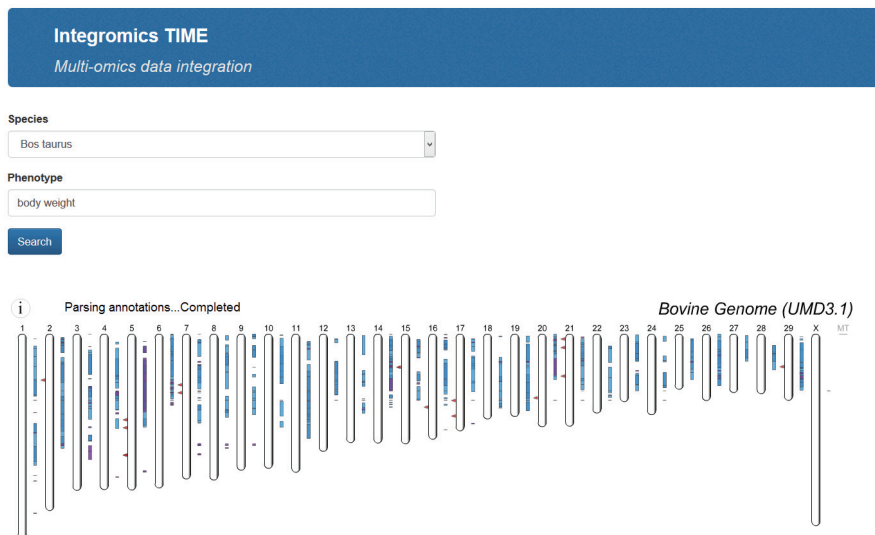 Integromics TIME
Multi-omics data integration
Species
Bos taurus
Phenotype
body weight
Search
i Parsing annotations...Completed Bovine Genome (UMD3.1)
1 2 3 4 5 6 7 8 9 10 11 12 13 14 15 16 17 18 19 20 21 22 23 24 25 26 27 28 29 X MT